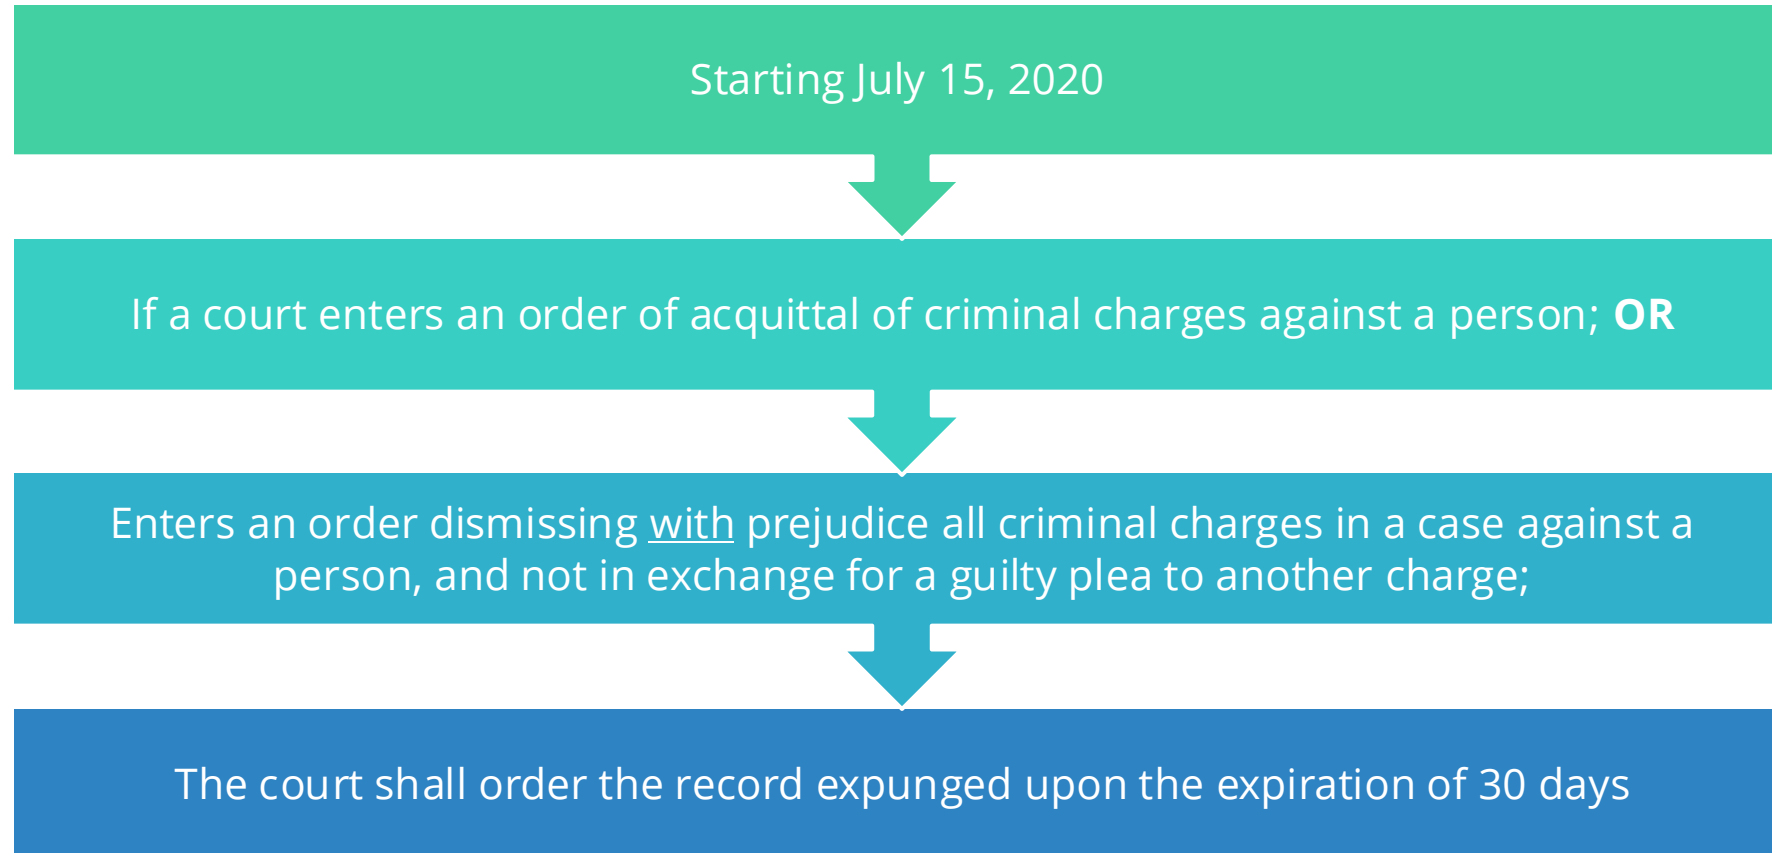 Starting July 15, 2020
If a court enters an order of acquittal of criminal charges against a person; OR
Enters an order dismissing with prejudice all criminal charges in a case against a
person, and not in exchange for a guilty plea to another charge;
The court shall order the record expunged upon the expiration of 30 days